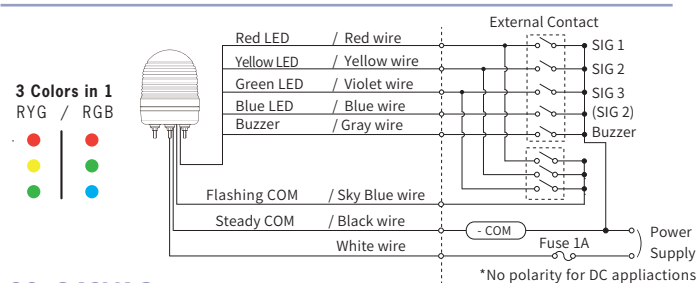 External Contact
Red LED / Red wire
SIG 1
Yellow LED / Yellow wire
SIG 2
3 Colors in 1
Green LED / Violet wire
SIG 3
RYG / RGB
Blue LED / Blue wire
(SIG 2)
Buzzer / Gray wire
Buzzer
Flashing COM / Sky Blue wire
Steady COM / Black wire
- COM
Power
Supply
White wire
Fuse 1A
*No polarity for DC appliactions